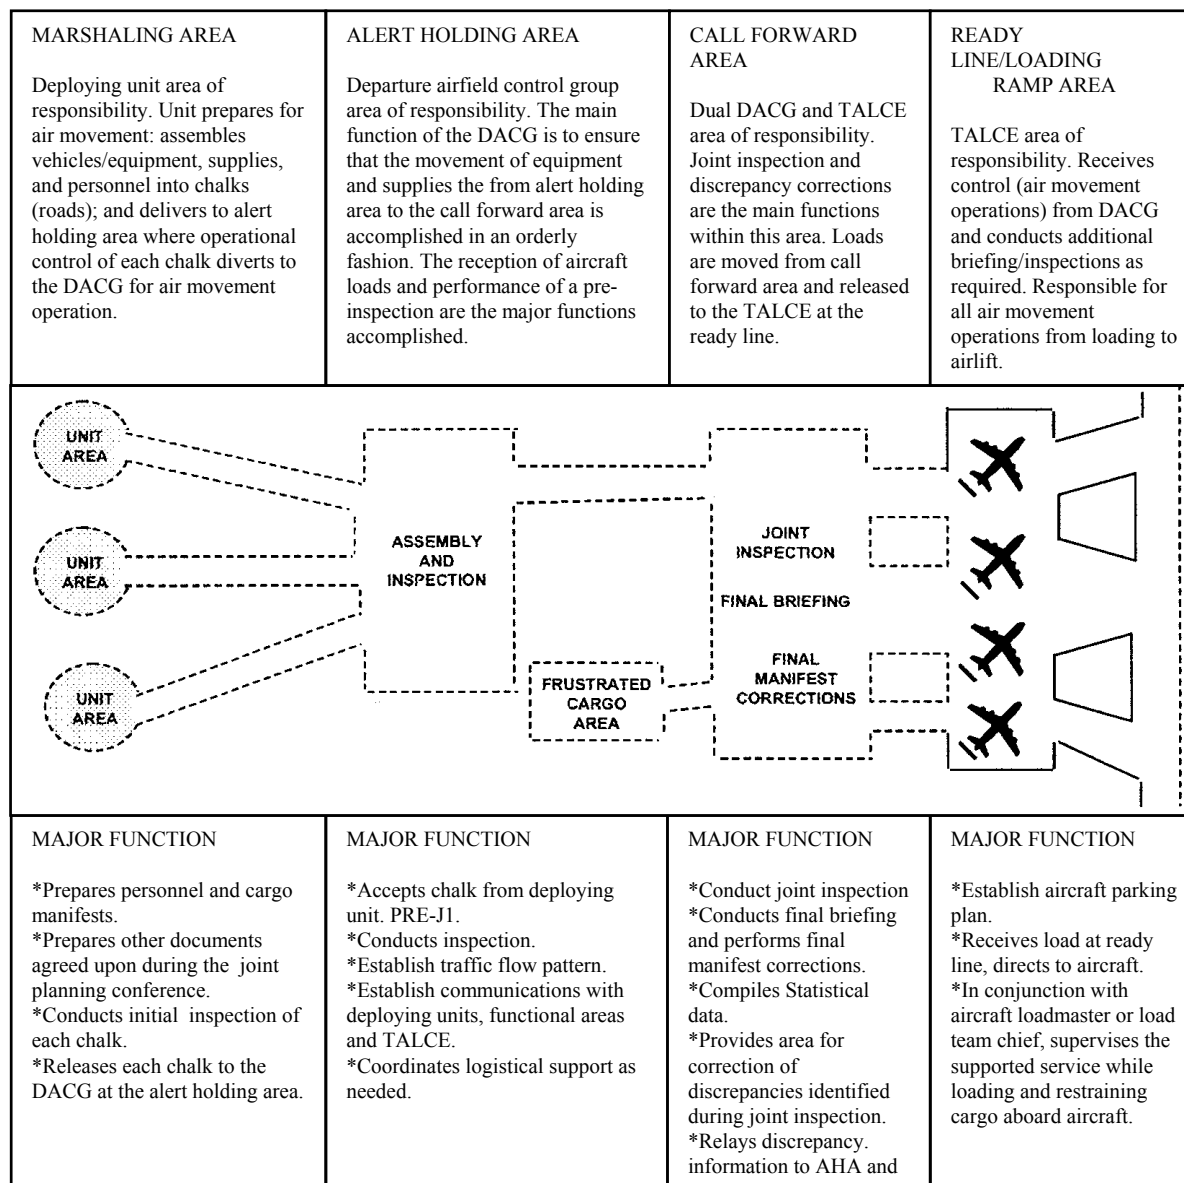 MARSHALING AREA
Deploying unit area of
responsibility. Unit prepares for
air movement: assembles
vehicles/equipment, supplies,
and personnel into chalks
(roads); and delivers to alert
holding area where operational
control of each chalk diverts to
the DACG for air movement
operation.
ALERT HOLDING AREA
Departure airfield control group
area of responsibility. The main
function of the DACG is to ensure
that the movement of equipment
and supplies the from alert holding
area to the call forward area is
accomplished in an orderly
fashion. The reception of aircraft
loads and performance of a pre-
inspection are the major functions
accomplished.
CALL FORWARD
AREA
Dual DACG and TALCE
area of responsibility.
Joint inspection and
discrepancy corrections
are the main functions
within this area. Loads
are moved from call
forward area and released
to the TALCE at the
ready line.
READY
LINE/LOADING
RAMP AREA
TALCE area of
responsibility. Receives
control (air movement
operations) from DACG
and conducts additional
briefing/inspections as
required. Responsible for
all air movement
operations from loading to
airlift.
UNIT
AREA
UNIT
AREA
UNIT
AREA
ASSEMBLY
AND
INSPECTION
FRUSTRATED
CARGO
AREA
JOINT
INSPECTION
FINAL BRIEFING
FINAL
MANIFEST
CORRECTIONS
MAJOR FUNCTION
*Prepares personnel and cargo
manifests.
*Prepares other documents
agreed upon during the joint
planning conference.
*Conducts initial inspection of
each chalk.
*Releases each chalk to the
DACG at the alert holding area.
MAJOR FUNCTION
*Accepts chalk from deploying
unit. PRE-J1.
*Conducts inspection.
*Establish traffic flow pattern.
*Establish communications with
deploying units, functional areas
and TALCE.
*Coordinates logistical support as
needed.
MAJOR FUNCTION
*Conduct joint inspection
*Conducts final briefing
and performs final
manifest corrections.
*Compiles Statistical
data.
*Provides area for
correction of
discrepancies identified
during joint inspection.
*Relays discrepancy.
information to AHA and
MAJOR FUNCTION
*Establish aircraft parking
plan.
*Receives load at ready
line, directs to aircraft.
*In conjunction with
aircraft loadmaster or load
team chief, supervises the
supported service while
loading and restraining
cargo aboard aircraft.